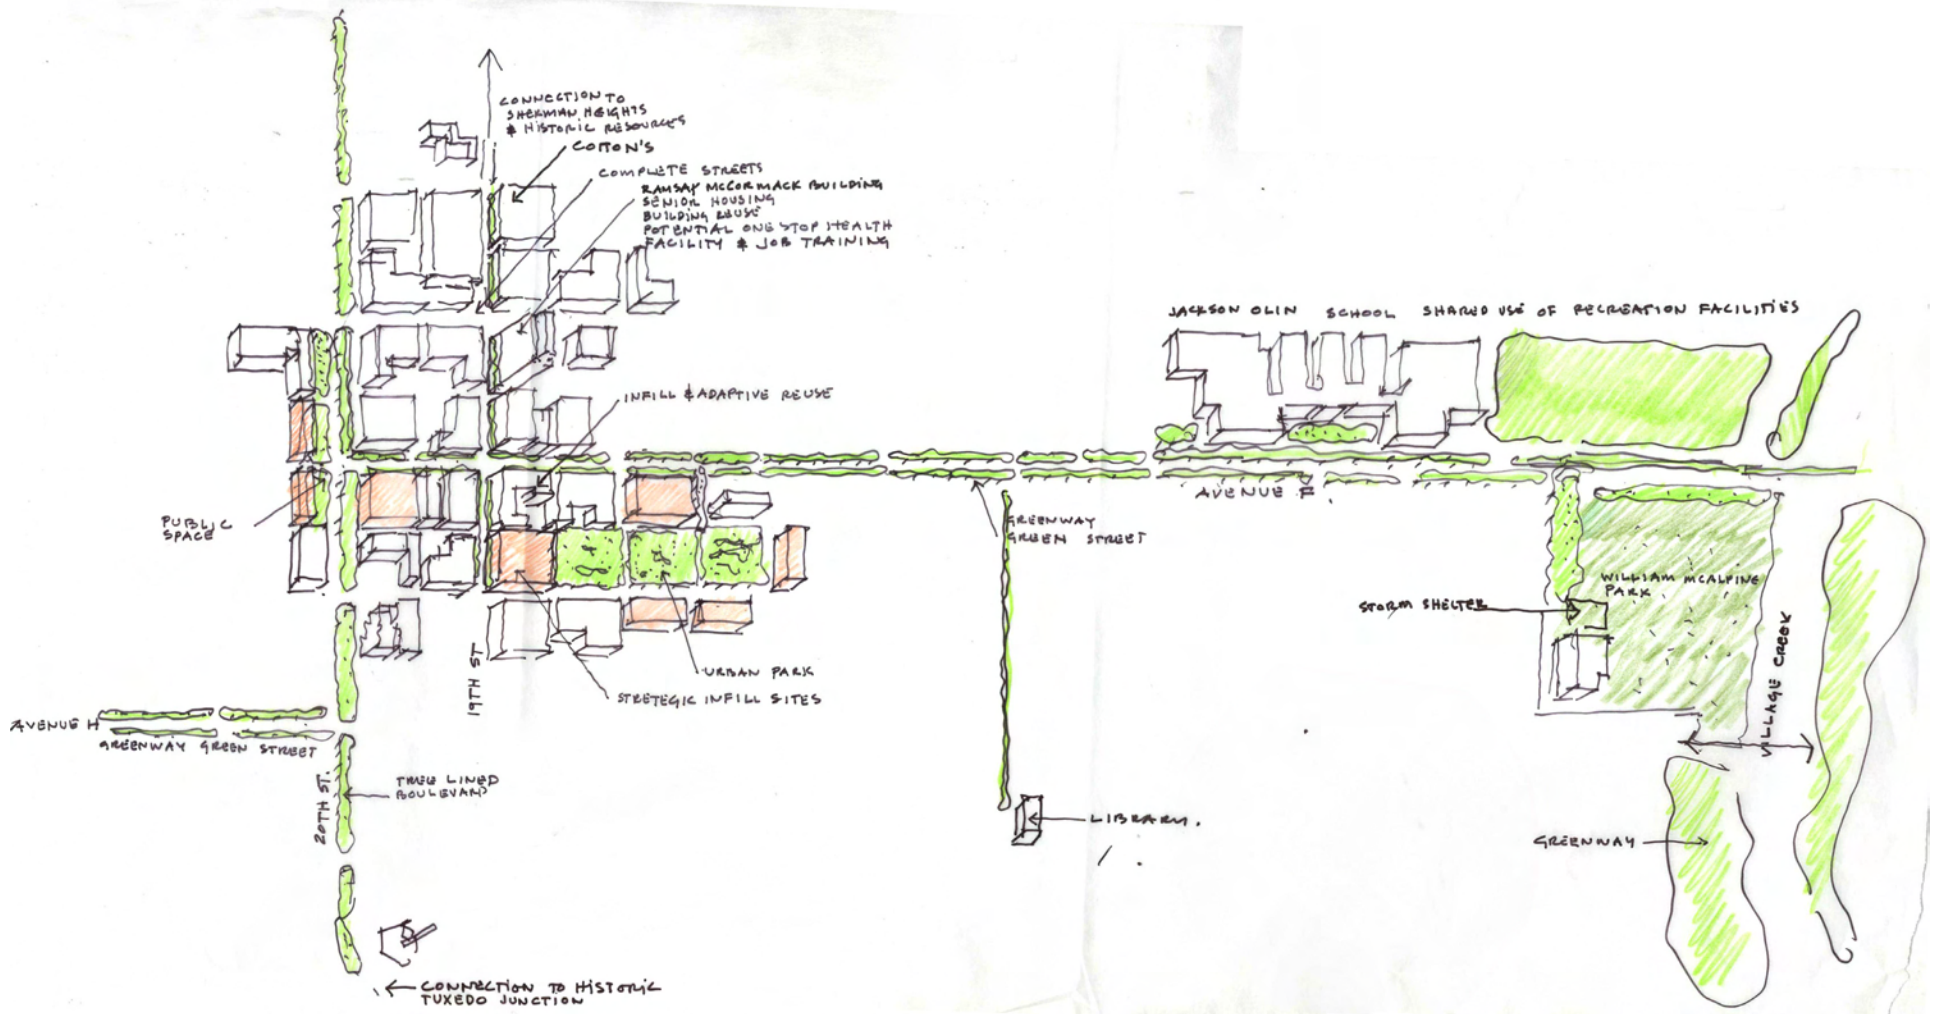 CONNECTION TO
SHERMAN HEIGHTS
& HISTORIC RESOURCES
COTTON'S
COMPLETE STREETS
RAMSAY MCCORMACK BUILDING
SENIOR HOUSING
BUILDING REUSE
POTENTIAL ONE STOP HEALTH
FACILITY & JOB TRAINING
JACKSON OLIN SCHOOL SHARED USE OF RECREATION FACILITIES
INFILL & ADAPTIVE REUSE
AVENUE F.
PUBLIC
SPACE
GREENWAY
GREEN STREET
WILLIAM MCALPINE
PARK
STORM SHELTER
VILLAGE CREEK
19TH ST
URBAN PARK
STRETEGIC INFILL SITES
AVENUE H
GREENWAY GREEN STREET
20TH ST.
TREE LINED
BOULEVARD
LIBRARY.
GREENWAY
CONNECTION TO HISTORIC
TUXEDO JUNCTION